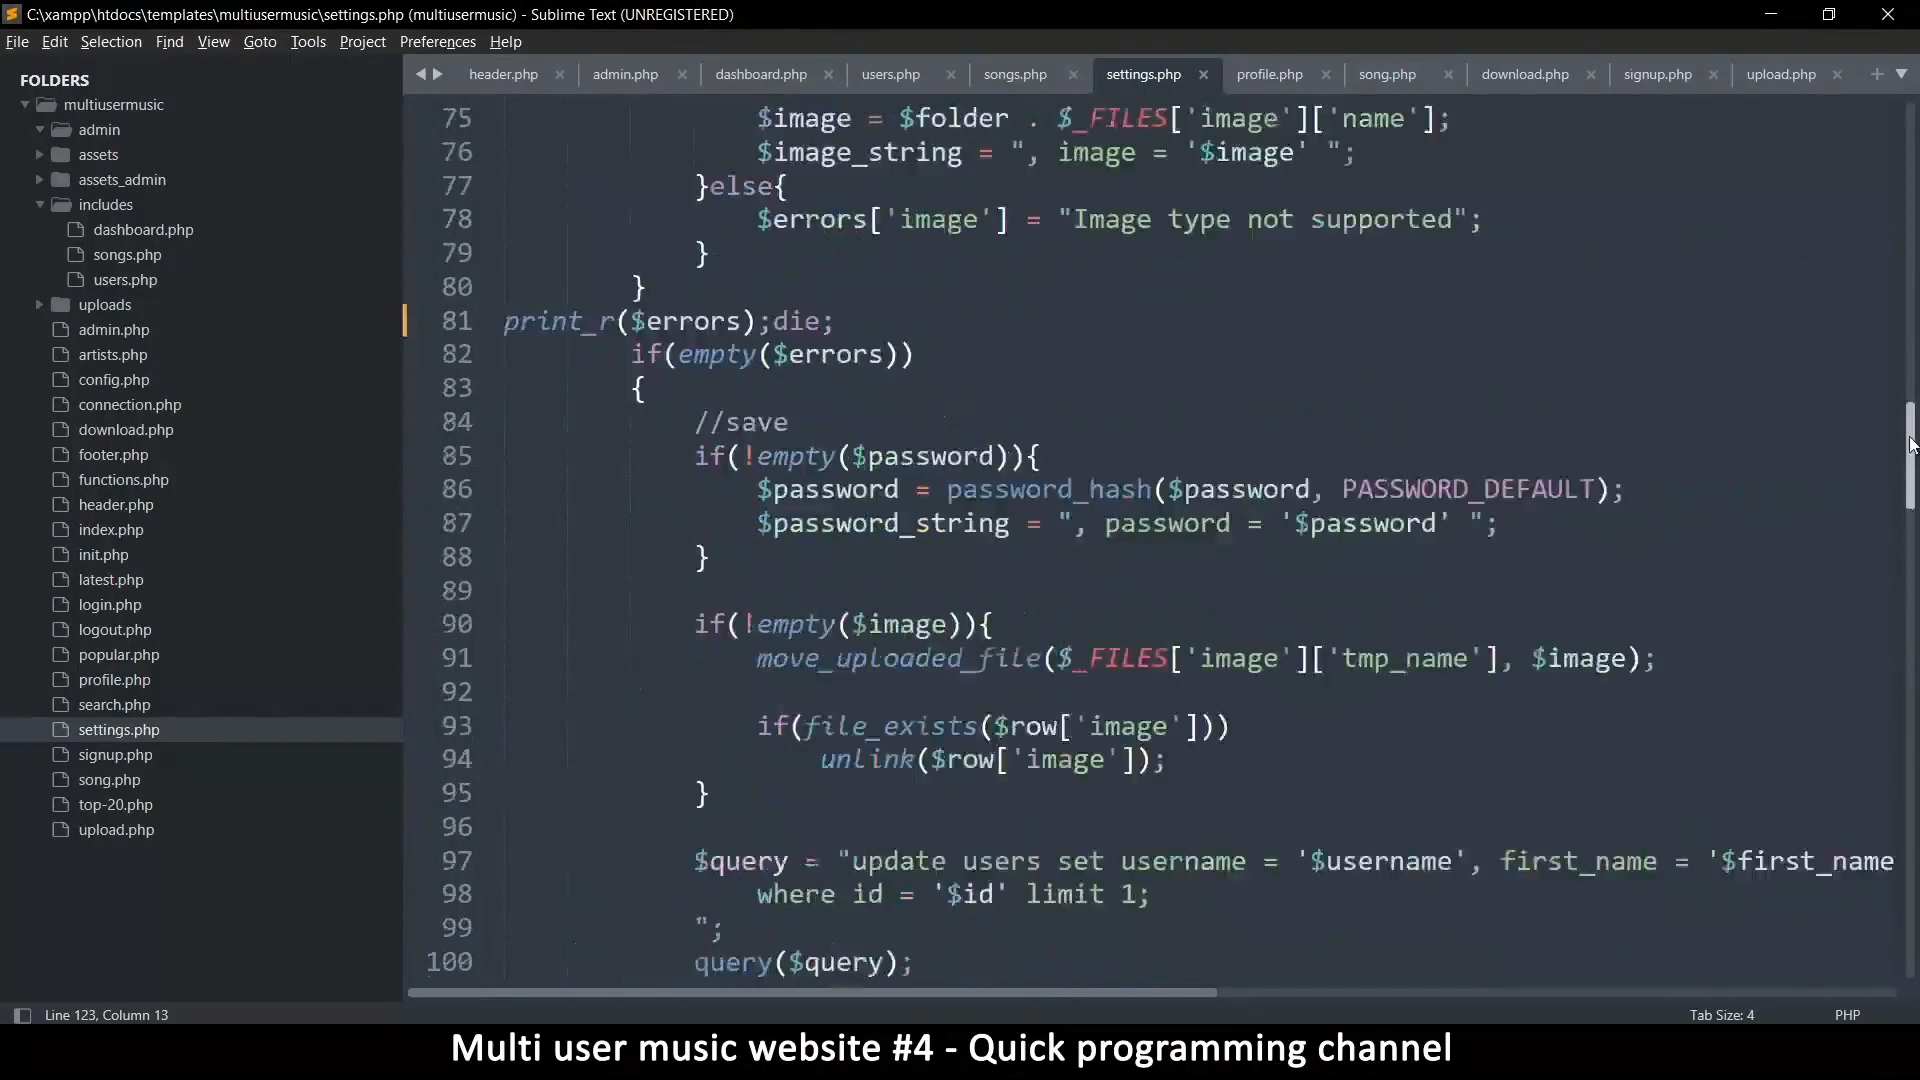 C:\xampp\htdocs\templates\multiusermusic\settings.php (multiusermusic) - Sublime Text (UNREGISTERED)
File Edit Selection Find View Goto Tools Project Preferences Help
FOLDERS
multiusermusic
admin
assets
assets_admin
includes
dashboard.php
songs.php
users.php
uploads
admin.php
artists.php
config.php
connection.php
download.php
footer.php
functions.php
header.php
index.php
init.php
latest.php
login.php
logout.php
popular.php
profile.php
search.php
settings.php
signup.php
song.php
top-20.php
upload.php
header.php admin.php dashboard.php users.php songs.php settings.php profile.php song.php download.php signup.php upload.php
75 $image = $folder . $_FILES['image']['name'];
76 $image_string = ", image = '$image' ";
77 }else{
78 $errors['image'] = "Image type not supported";
79 }
80 }
81 print_r($errors);die;
82 if(empty($errors))
83 {
84 //save
85 if(!empty($password)){
86 $password = password_hash($password, PASSWORD_DEFAULT);
87 $password_string = ", password = '$password' ";
88 }
89
90 if(!empty($image)){
91 move_uploaded_file($_FILES['image']['tmp_name'], $image);
92
93 if(file_exists($row['image']))
94 unlink($row['image']);
95 }
96
97 $query = "update users set username = '$username', first_name = '$first_name
98 where id = '$id' limit 1;
99 ";
100 query($query);
Line 123, Column 13
Tab Size: 4 PHP
Multi user music website #4 - Quick programming channel